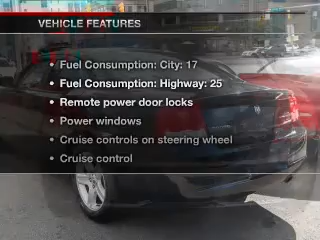 VEHICLE FEATURES
• Fuel Consumption: City: 17
• Fuel Consumption: Highway: 25
• Remote power door locks
• Power windows
• Cruise controls on steering wheel
• Cruise control